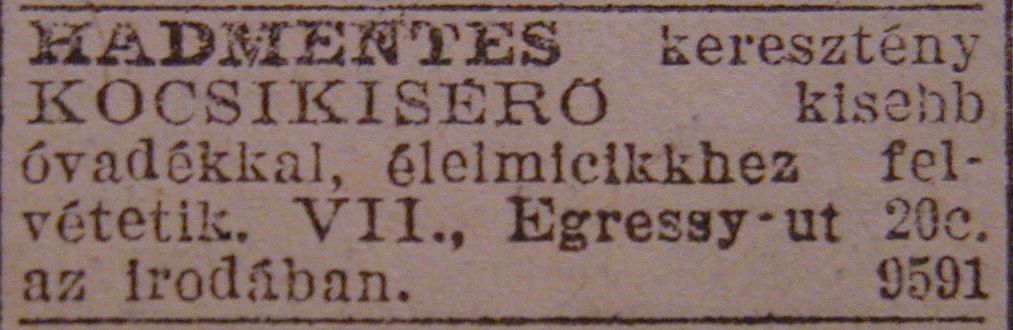 HADMENTES keresztény
KOCSIKISÉRŐ kisebb
óvadékkal, élelmicikkhez fel-
vétetik. VII., Egressy-ut 20c.
az irodában. 9591